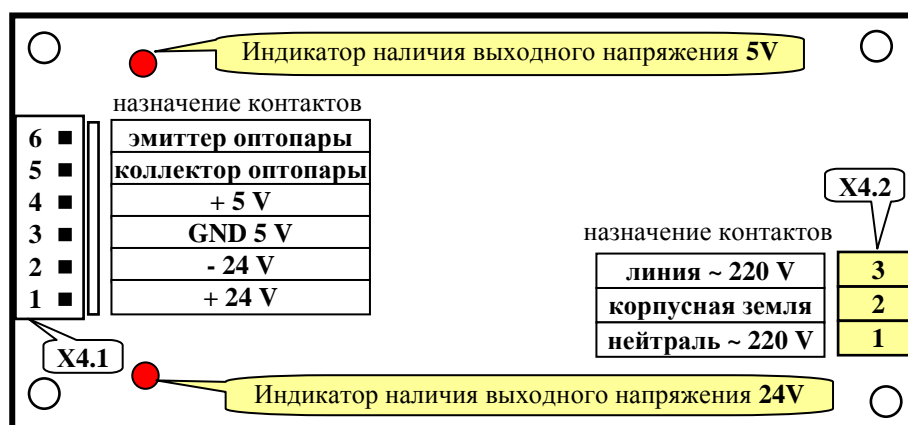 Индикатор наличия выходного напряжения 5V
назначение контактов
6 эмиттер оптопары
5 коллектор оптопары
4 + 5 V
3 GND 5 V
2 - 24 V
1 + 24 V
X4.1
X4.2
назначение контактов
линия ~ 220 V 3
корпусная земля 2
нейтраль ~ 220 V 1
Индикатор наличия выходного напряжения 24V